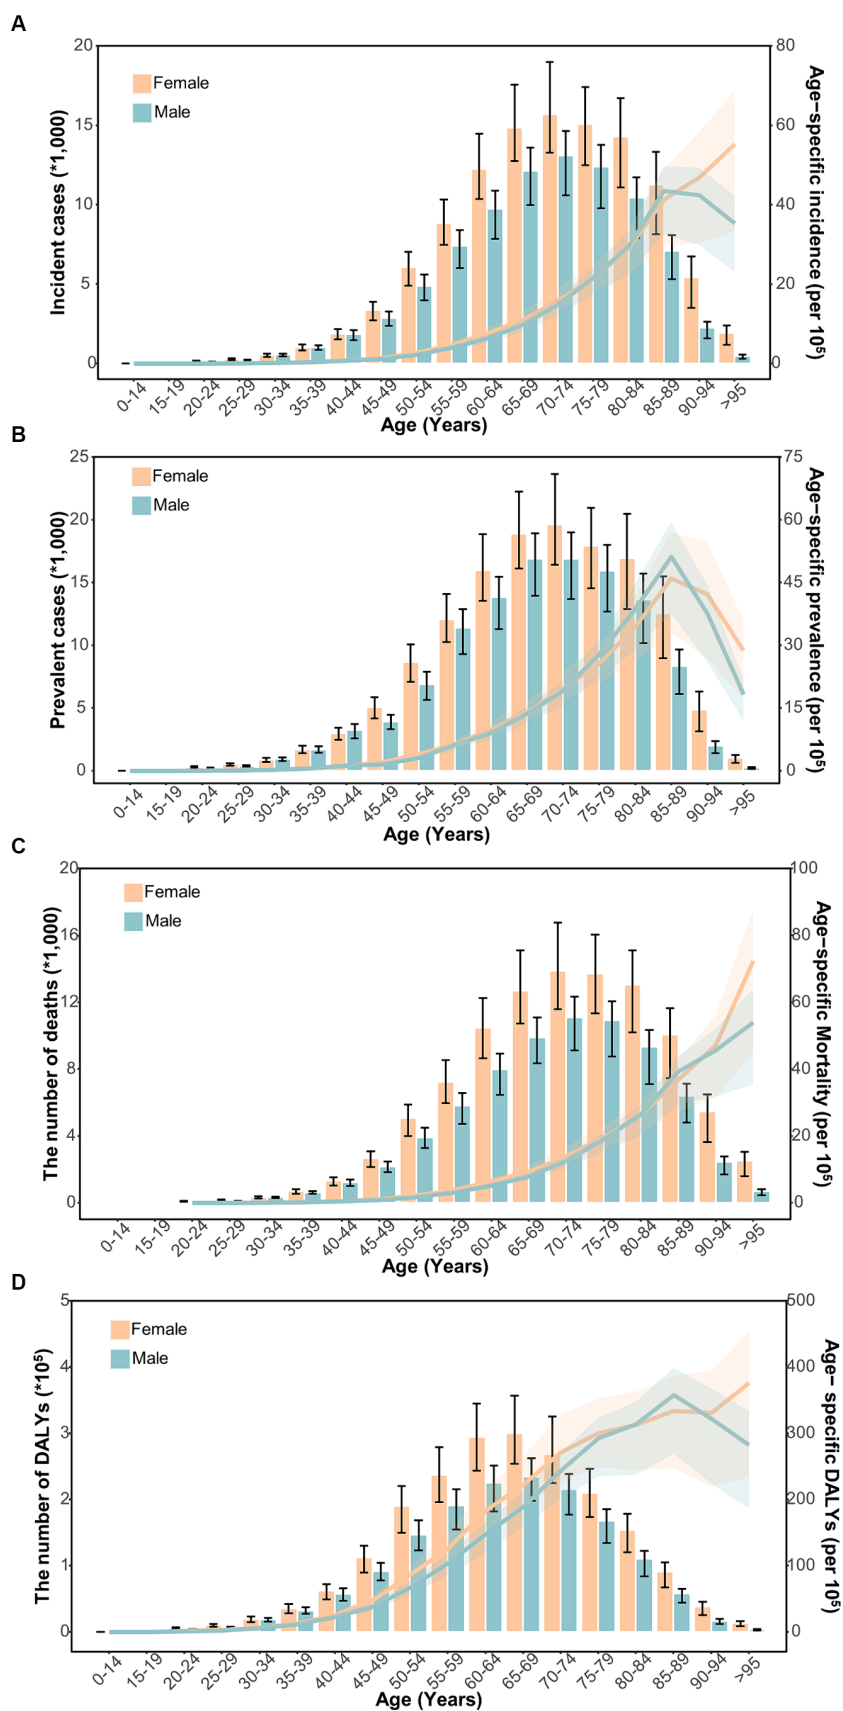 A
Incident cases (*1,000)
20
15
10
5
0
Female
Male
80
60
40
20
0
Age−specific incidence (per 10⁵)
0-14 15-19 20-24 25-29 30-34 35-39 40-44 45-49 50-54 55-59 60-64 65-69 70-74 75-79 80-84 85-89 90-94 >95
Age (Years)
B
Prevalent cases (*1,000)
25
20
15
10
5
0
Female
Male
75
60
45
30
15
0
Age−specific prevalence (per 10⁵)
0-14 15-19 20-24 25-29 30-34 35-39 40-44 45-49 50-54 55-59 60-64 65-69 70-74 75-79 80-84 85-89 90-94 >95
Age (Years)
C
The number of deaths (*1,000)
20
16
12
8
4
0
Female
Male
100
80
60
40
20
0
Age−specific Mortality (per 10⁵)
0-14 15-19 20-24 25-29 30-34 35-39 40-44 45-49 50-54 55-59 60-64 65-69 70-74 75-79 80-84 85-89 90-94 >95
Age (Years)
D
The number of DALYs (*10⁵)
5
4
3
2
1
0
Female
Male
500
400
300
200
100
0
Age− specific DALYs (per 10⁵)
0-14 15-19 20-24 25-29 30-34 35-39 40-44 45-49 50-54 55-59 60-64 65-69 70-74 75-79 80-84 85-89 90-94 >95
Age (Years)